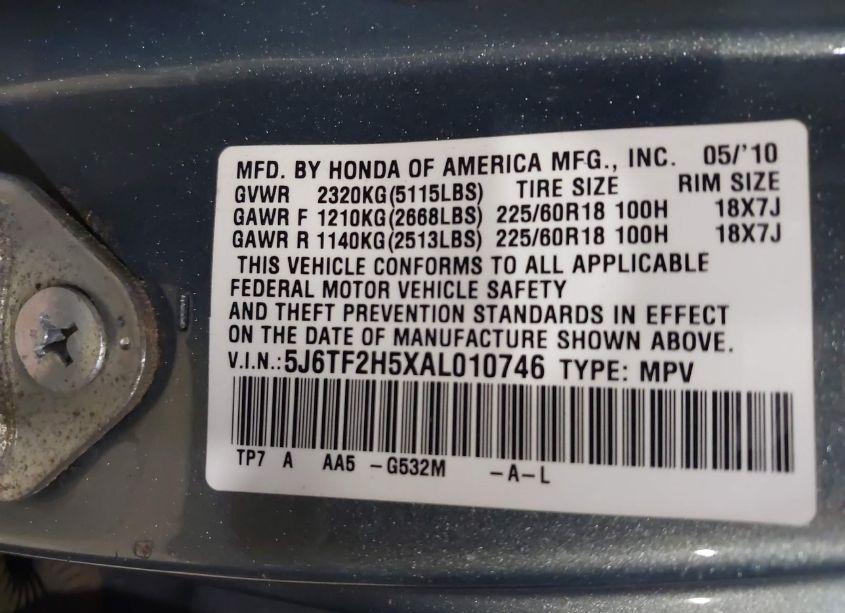 MFD. BY HONDA OF AMERICA MFG., INC. 05/'10
GVWR 2320KG(5115LBS) TIRE SIZE RIM SIZE
GAWR F 1210KG(2668LBS) 225/60R18 100H 18X7J
GAWR R 1140KG(2513LBS) 225/60R18 100H 18X7J
THIS VEHICLE CONFORMS TO ALL APPLICABLE
FEDERAL MOTOR VEHICLE SAFETY
AND THEFT PREVENTION STANDARDS IN EFFECT
ON THE DATE OF MANUFACTURE SHOWN ABOVE.
V.I.N.:5J6TF2H5XAL010746 TYPE: MPV
TP7 A AA5 -G532M -A-L